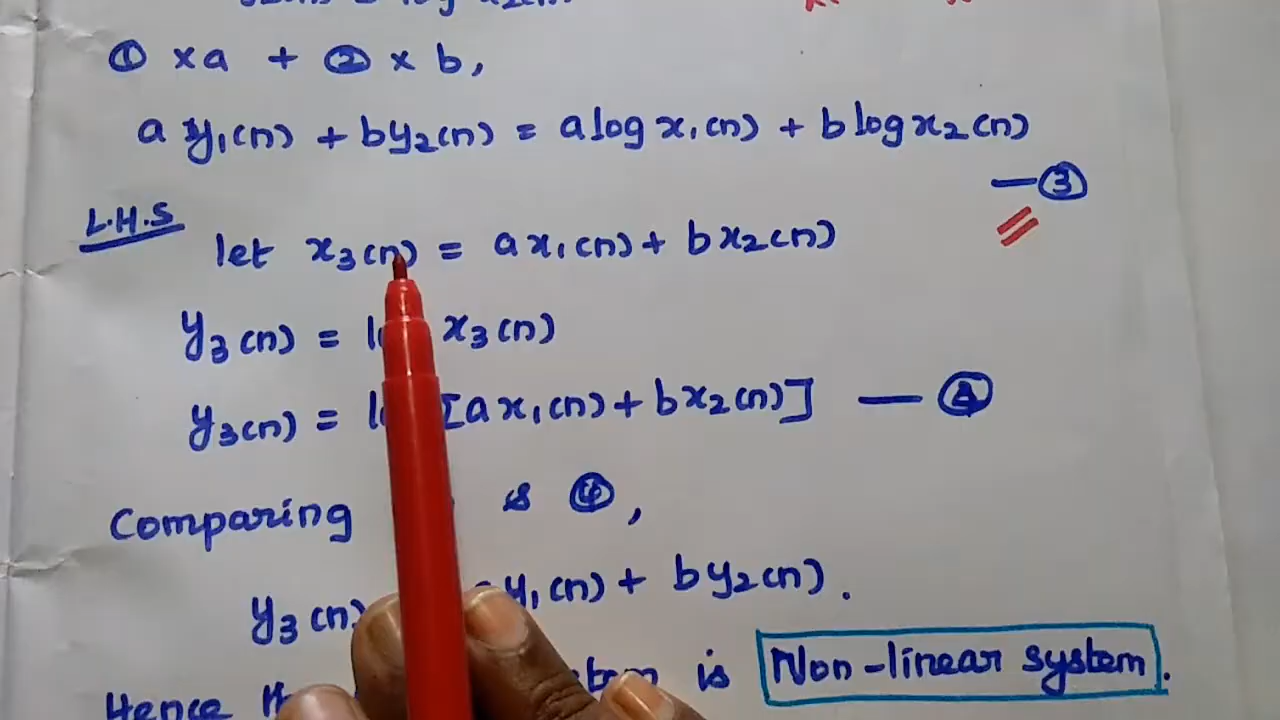 ① × a + ② × b,
a y₁(n) + b y₂(n) = a log x₁(n) + b log x₂(n)
— ③
L.H.S
let x₃(n) = a x₁(n) + b x₂(n)
y₃(n) = x₃(n)
y₃(n) = [a x₁(n) + b x₂(n)] — ④
Comparing & ④,
y₃(n) y₁(n) + b y₂(n).
Hence is Non-linear system.